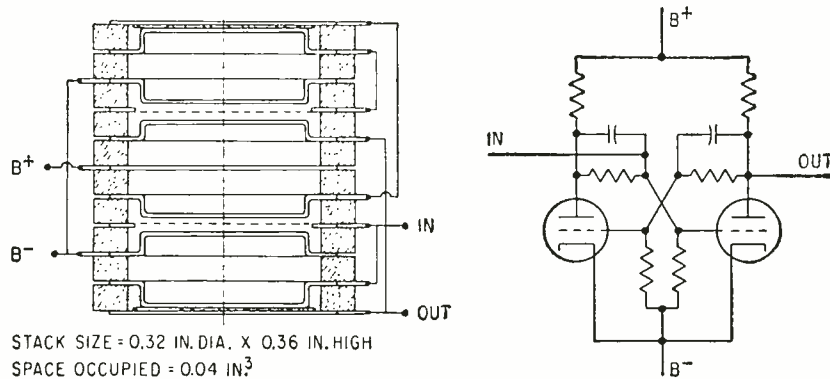 B+
B-
IN
OUT
STACK SIZE = 0.32 IN. DIA. X 0.36 IN. HIGH
SPACE OCCUPIED = 0.04 IN.³
B+
IN
OUT
B-